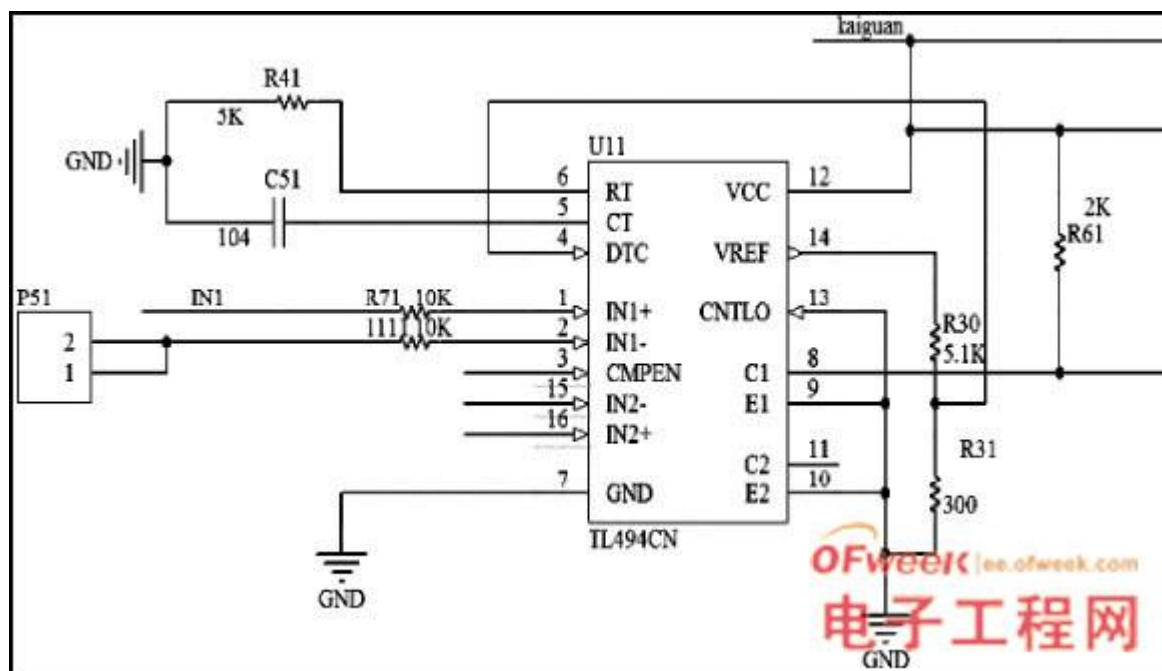 kaiguan
R41
5K
GND
U11
C51
104
6 RT VCC 12
5 CT
4 DTC VREF 14
2K
R61
P51
IN1
R71 10K
1 IN1+ CNTLO 13
2
111 10K
2 IN1-
R30
5.1K
1
3 CMPEN C1 8
15 IN2- E1 9
16 IN2+
C2 11
R31
7 GND E2 10
300
TL494CN
GND
OFweek ee.ofweek.com
电子工程网
GND